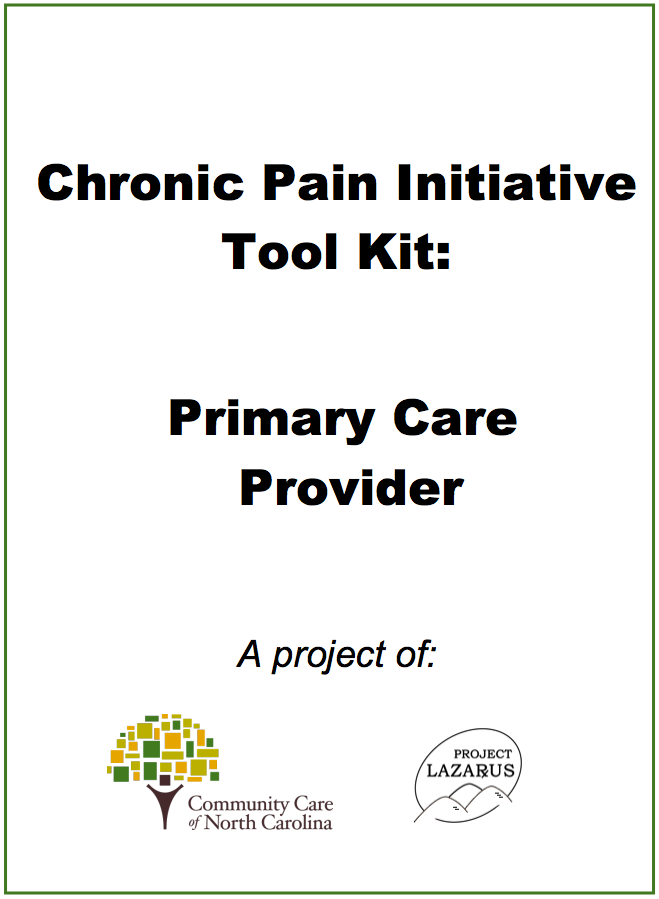 Chronic Pain Initiative
Tool Kit:
Primary Care
Provider
A project of:
Community Care
of North Carolina
PROJECT
LAZARUS